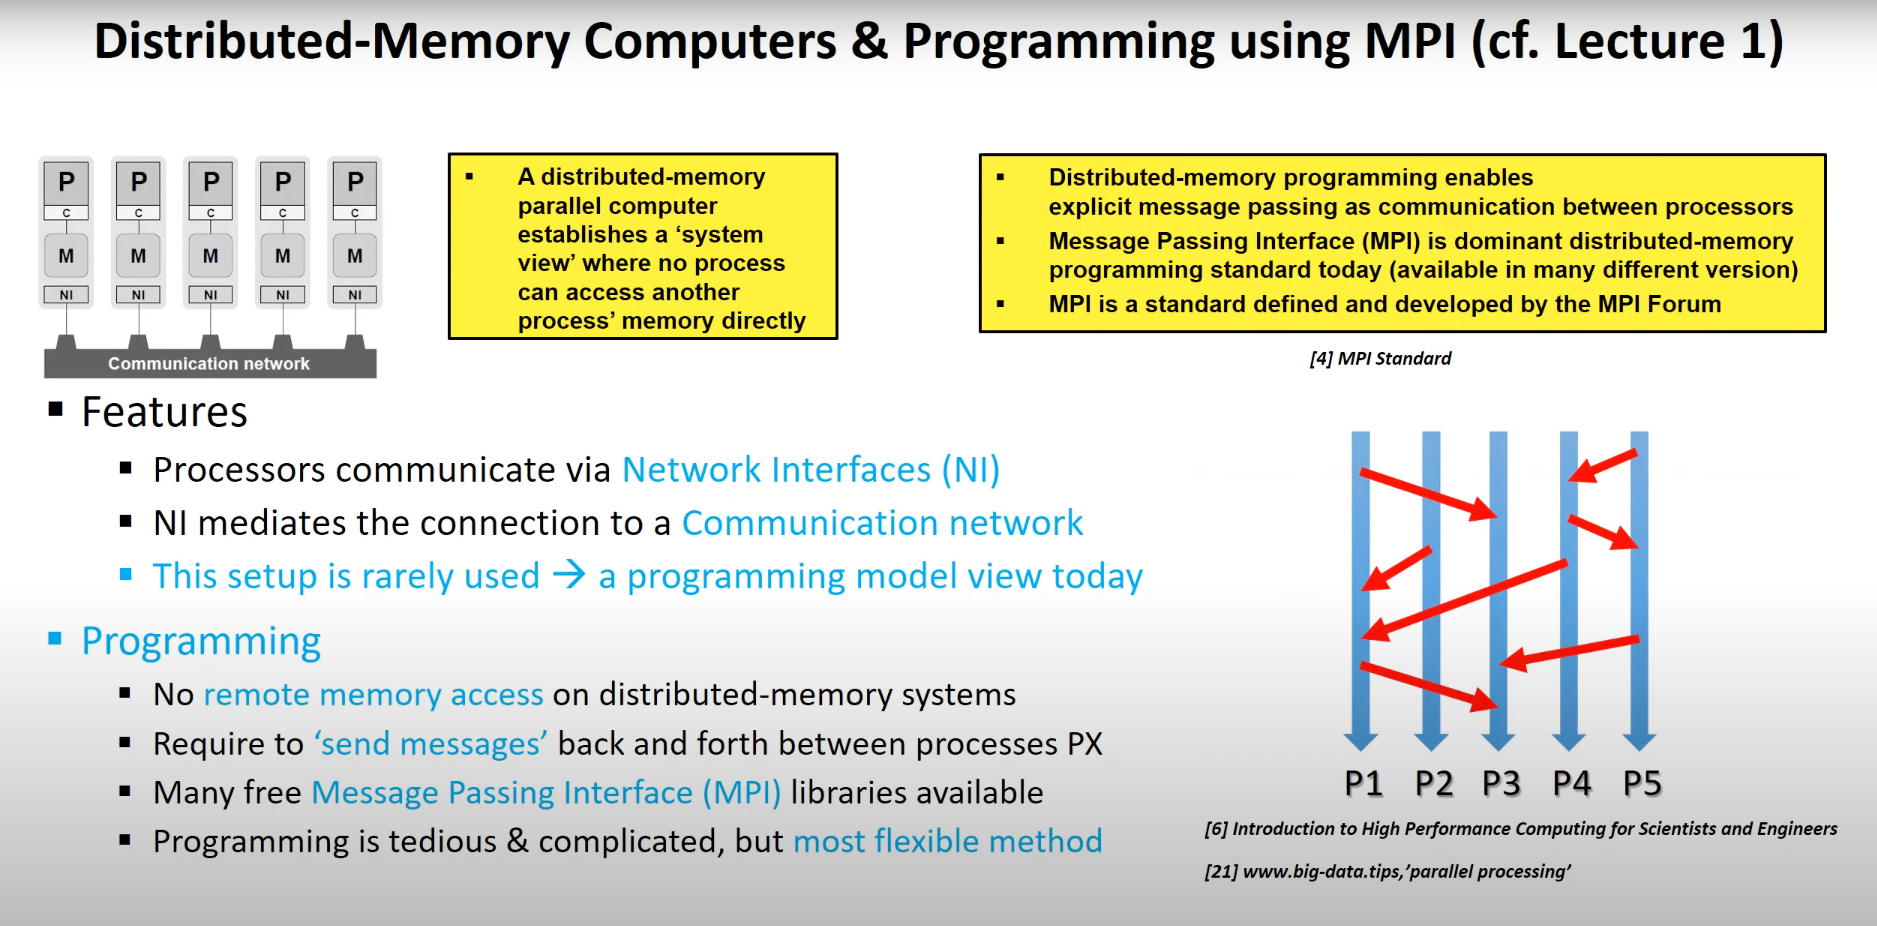 Distributed-Memory Computers & Programming using MPI (cf. Lecture 1)
P P P P P
C C C C C
M M M M M
NI NI NI NI NI
Communication network
▪ A distributed-memory
parallel computer
establishes a ‘system
view’ where no process
can access another
process’ memory directly
▪ Distributed-memory programming enables
explicit message passing as communication between processors
▪ Message Passing Interface (MPI) is dominant distributed-memory
programming standard today (available in many different version)
▪ MPI is a standard defined and developed by the MPI Forum
[4] MPI Standard
▪ Features
▪ Processors communicate via Network Interfaces (NI)
▪ NI mediates the connection to a Communication network
▪ This setup is rarely used → a programming model view today
▪ Programming
▪ No remote memory access on distributed-memory systems
▪ Require to ‘send messages’ back and forth between processes PX
▪ Many free Message Passing Interface (MPI) libraries available
▪ Programming is tedious & complicated, but most flexible method
P1 P2 P3 P4 P5
[6] Introduction to High Performance Computing for Scientists and Engineers
[21] www.big-data.tips,’parallel processing’